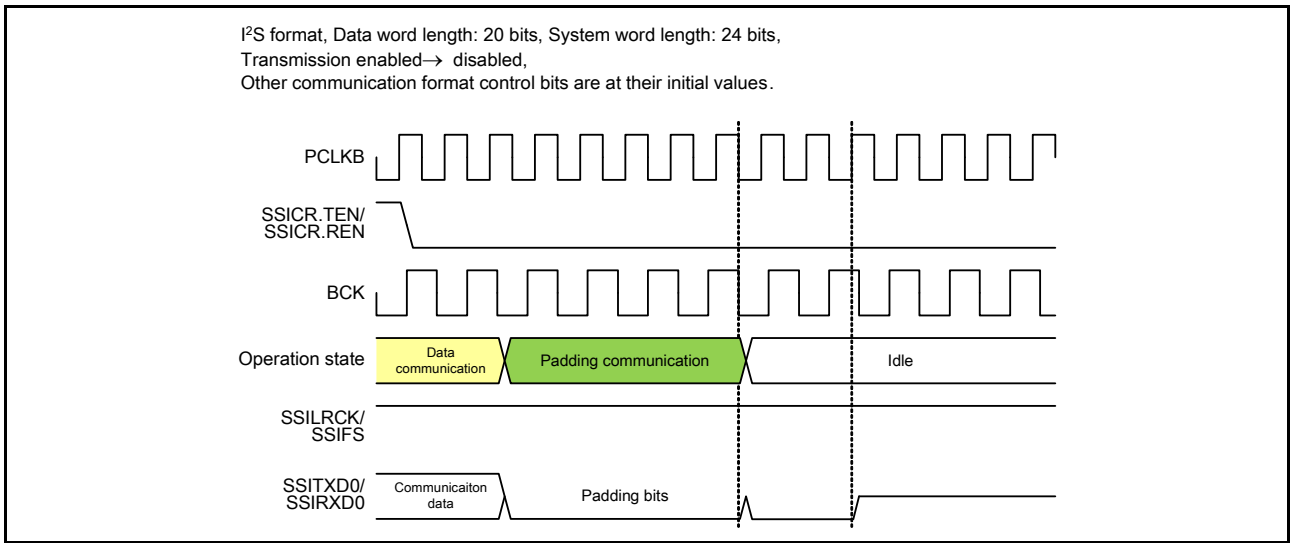 I²S format, Data word length: 20 bits, System word length: 24 bits,
Transmission enabled→ disabled,
Other communication format control bits are at their initial values.
PCLKB
SSICR.TEN/
SSICR.REN
BCK
Operation state
Data
communication
Padding communication
Idle
SSILRCK/
SSIFS
SSITXD0/
SSIRXD0
Communicaiton
data
Padding bits